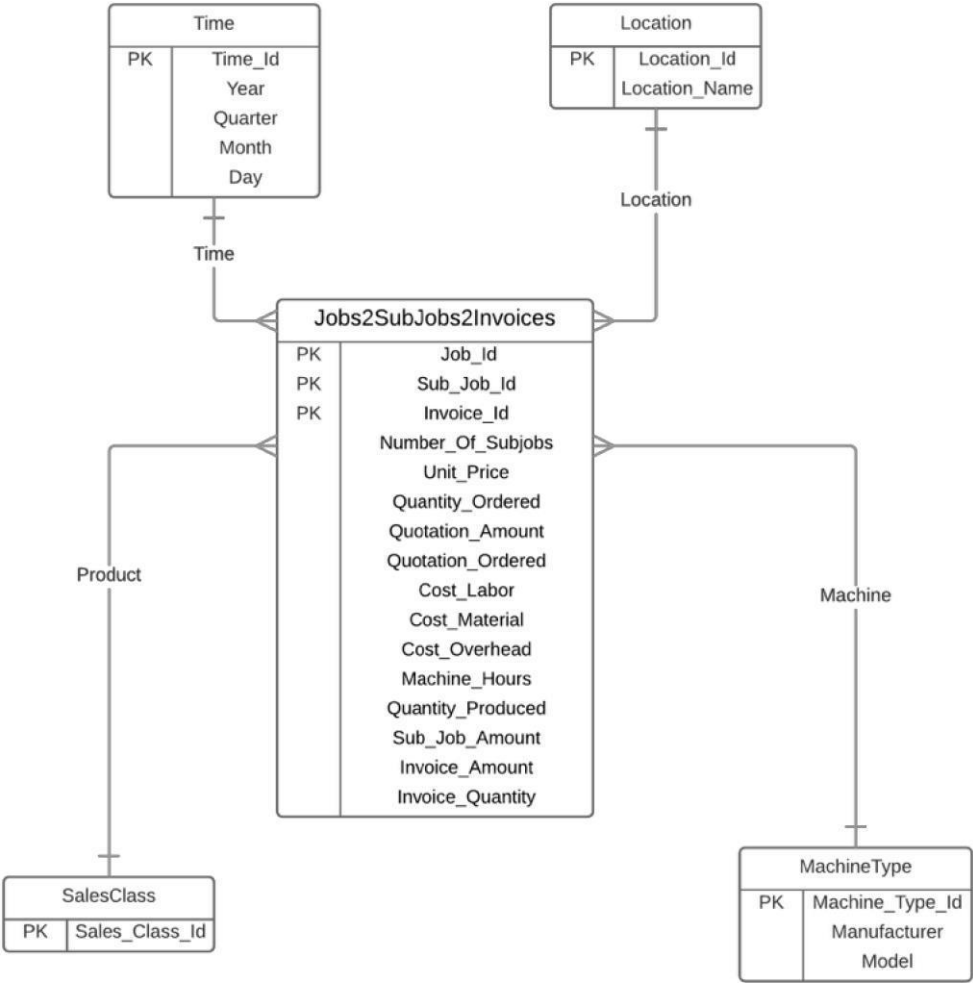 Time
PK Time_Id
Year
Quarter
Month
Day
Location
PK Location_Id
Location_Name
Time
Location
Jobs2SubJobs2Invoices
PK Job_Id
PK Sub_Job_Id
PK Invoice_Id
Number_Of_Subjobs
Unit_Price
Quantity_Ordered
Quotation_Amount
Quotation_Ordered
Cost_Labor
Cost_Material
Cost_Overhead
Machine_Hours
Quantity_Produced
Sub_Job_Amount
Invoice_Amount
Invoice_Quantity
Product
Machine
SalesClass
PK Sales_Class_Id
MachineType
PK Machine_Type_Id
Manufacturer
Model